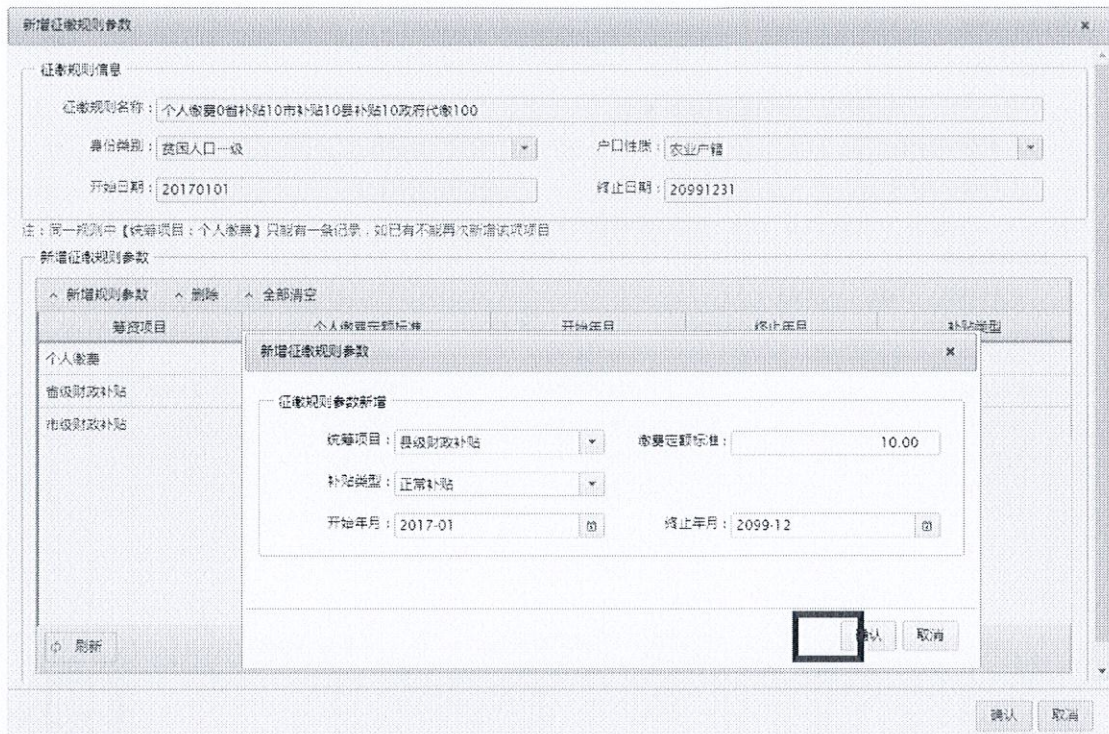 新增征缴规则参数
征缴规则信息
征缴规则名称：个人缴费0省补贴10市补贴10县补贴10政府代缴100
身份类别：贫困人口一级 户口性质：农业户籍
开始日期：20170101 终止日期：20991231
注：同一规则中【统筹项目：个人缴费】只能有一条记录，如已有不能再次新增该项项目
新增征缴规则参数
新增规则参数 删除 全部清空
筹资项目 个人缴费定额标准 开始年月 终止年月 补贴类型
个人缴费
省级财政补贴
市级财政补贴
新增征缴规则参数
征缴规则参数新增
统筹项目：县级财政补贴 缴费定额标准：10.00
补贴类型：正常补贴
开始年月：2017-01 终止年月：2099-12
确认 取消
刷新
确认 取消